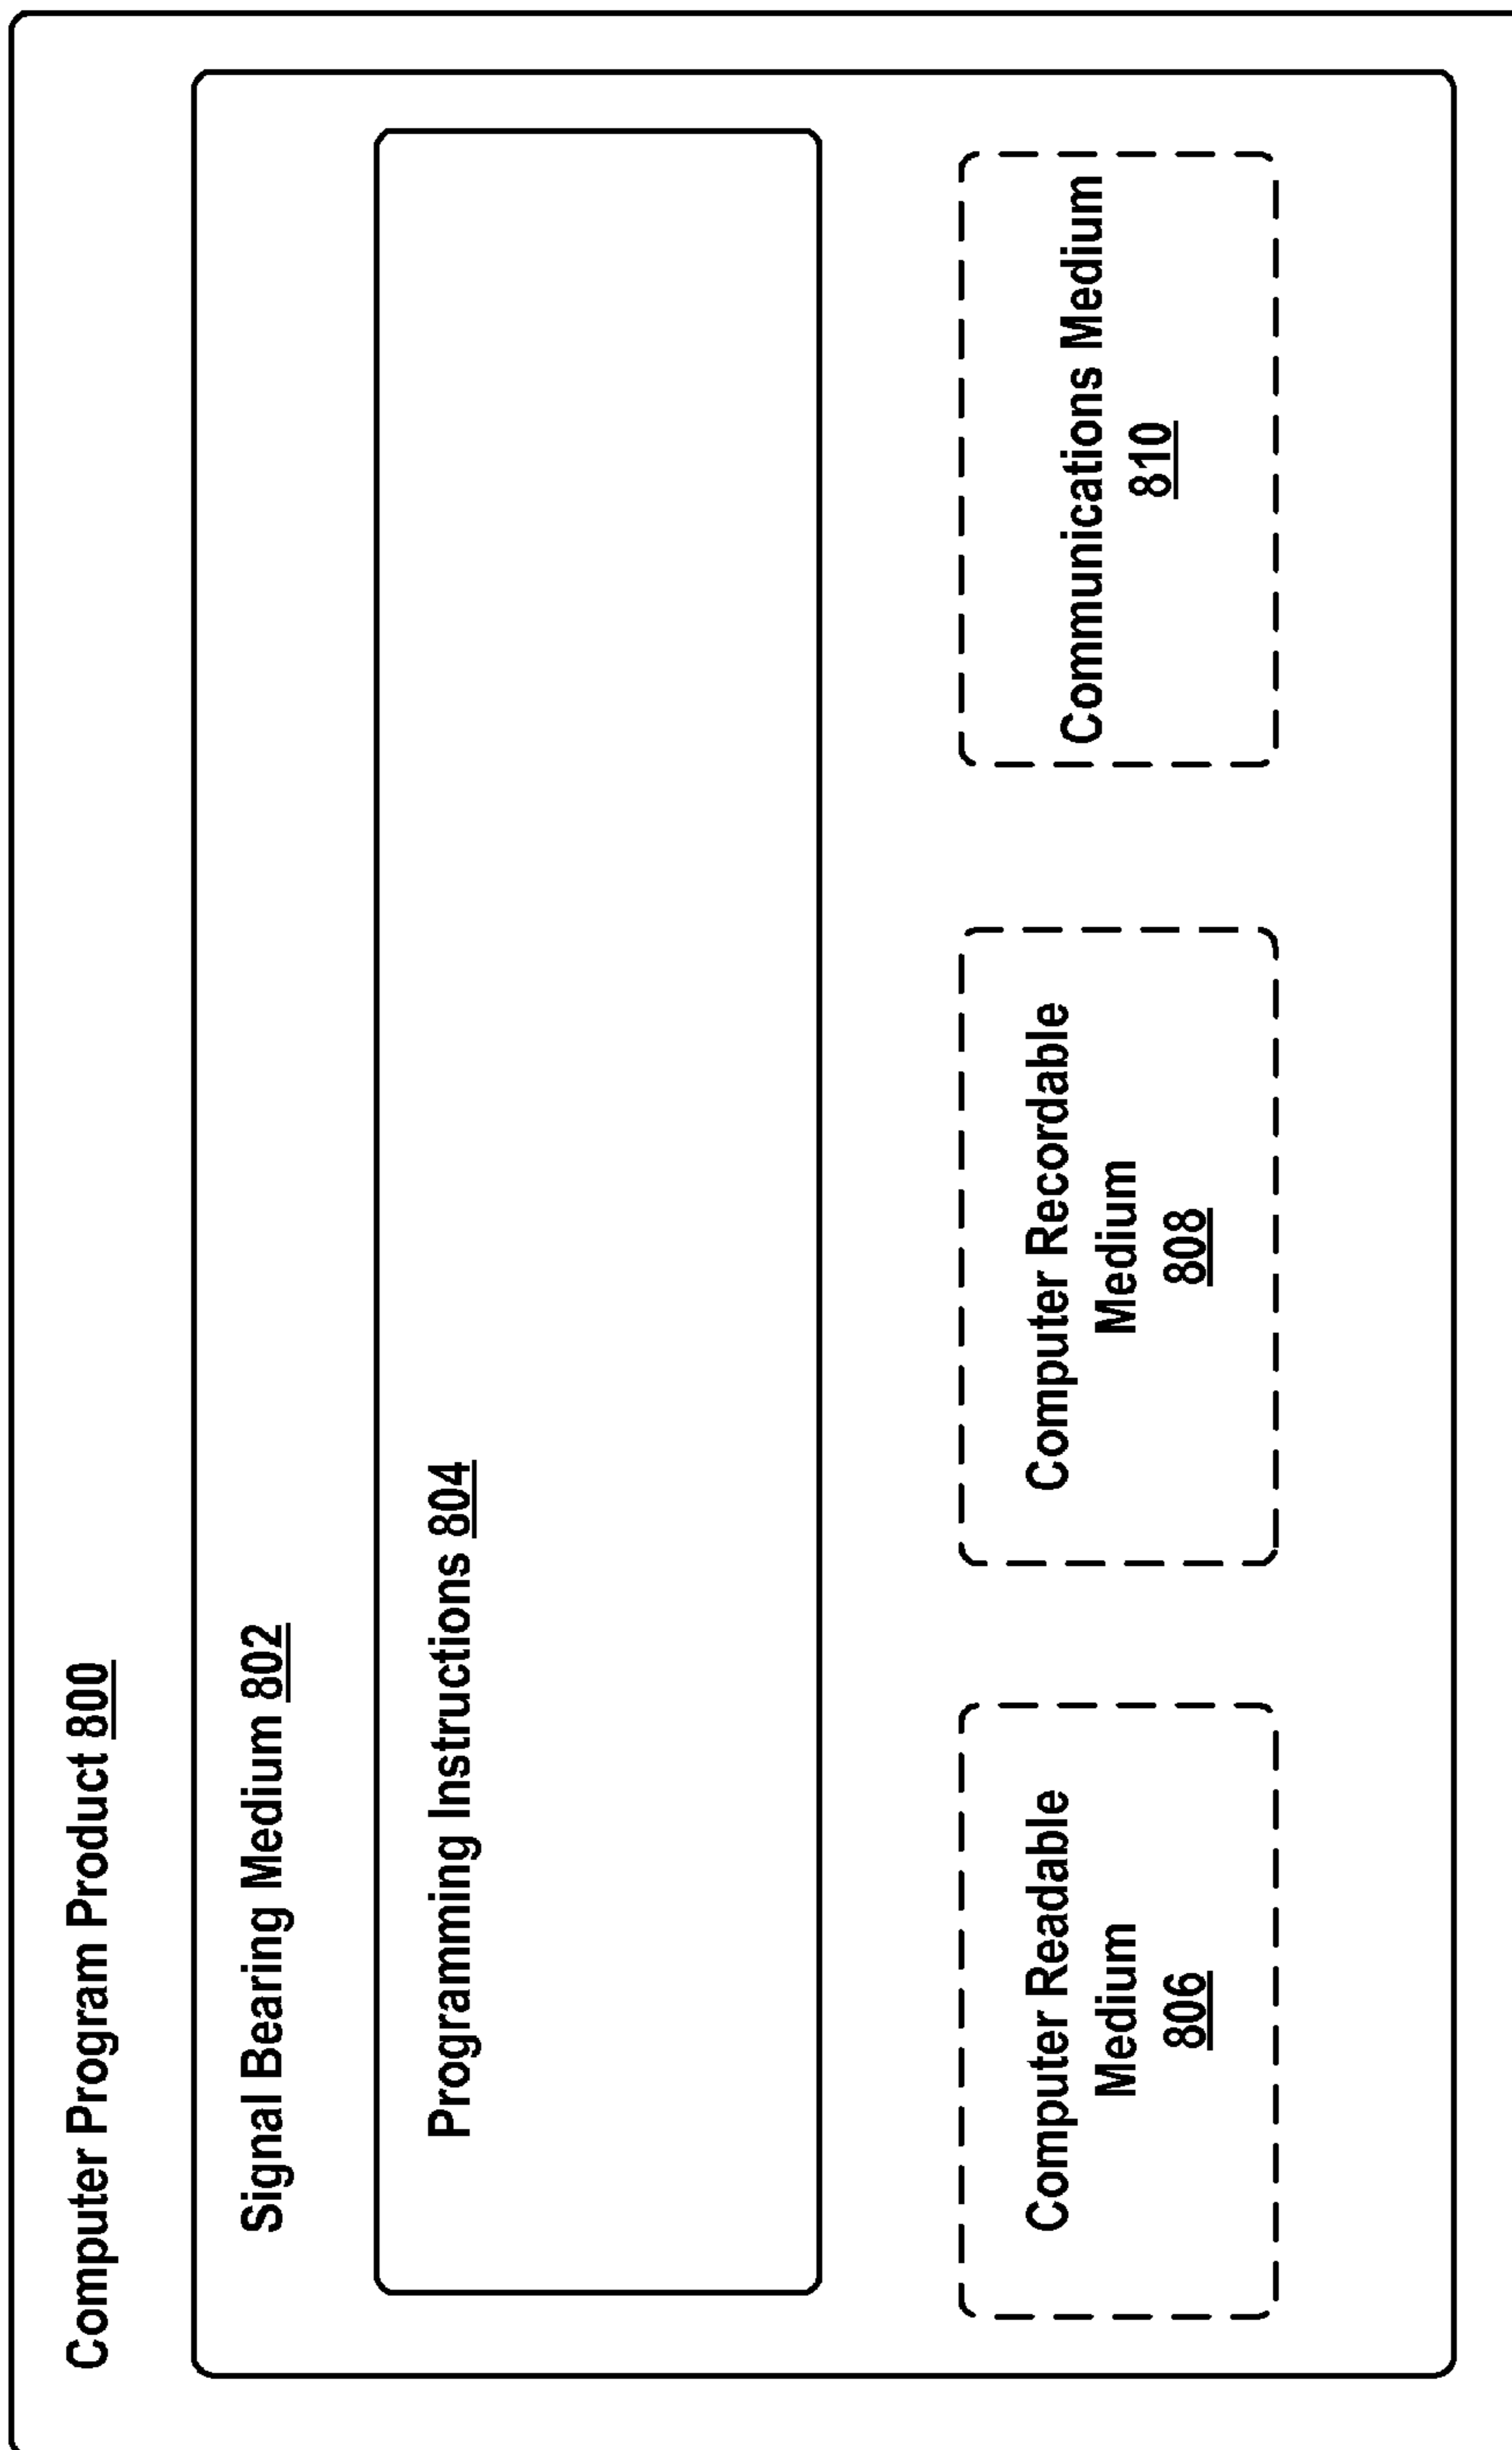 Computer Program Product 800
Signal Bearing Medium 802
Programming Instructions 804
Computer Readable
Medium
806
Computer Recordable
Medium
808
Communications Medium
810